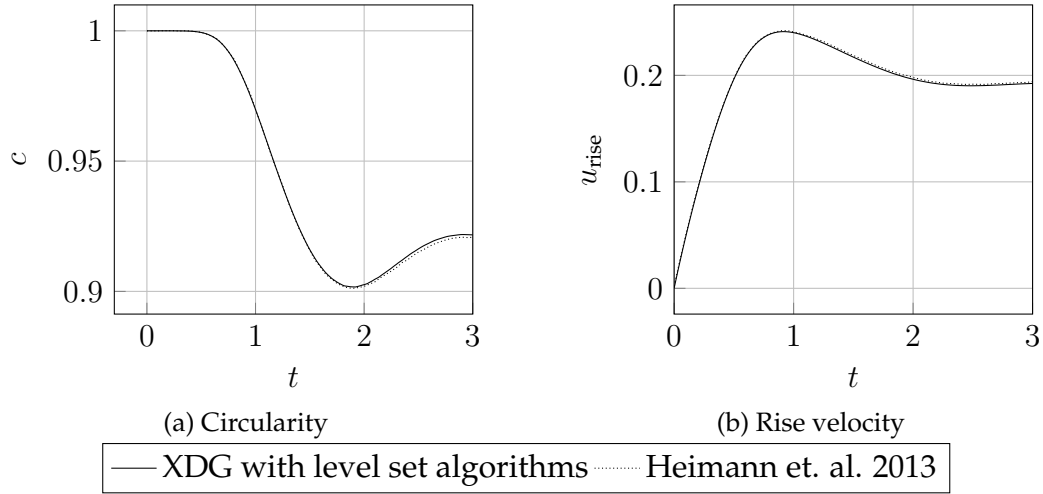 1
0.95
0.9
c
0
1
2
3
t
(a) Circularity
0.2
0.1
0
u_rise
0
1
2
3
t
(b) Rise velocity
XDG with level set algorithms
Heimann et. al. 2013